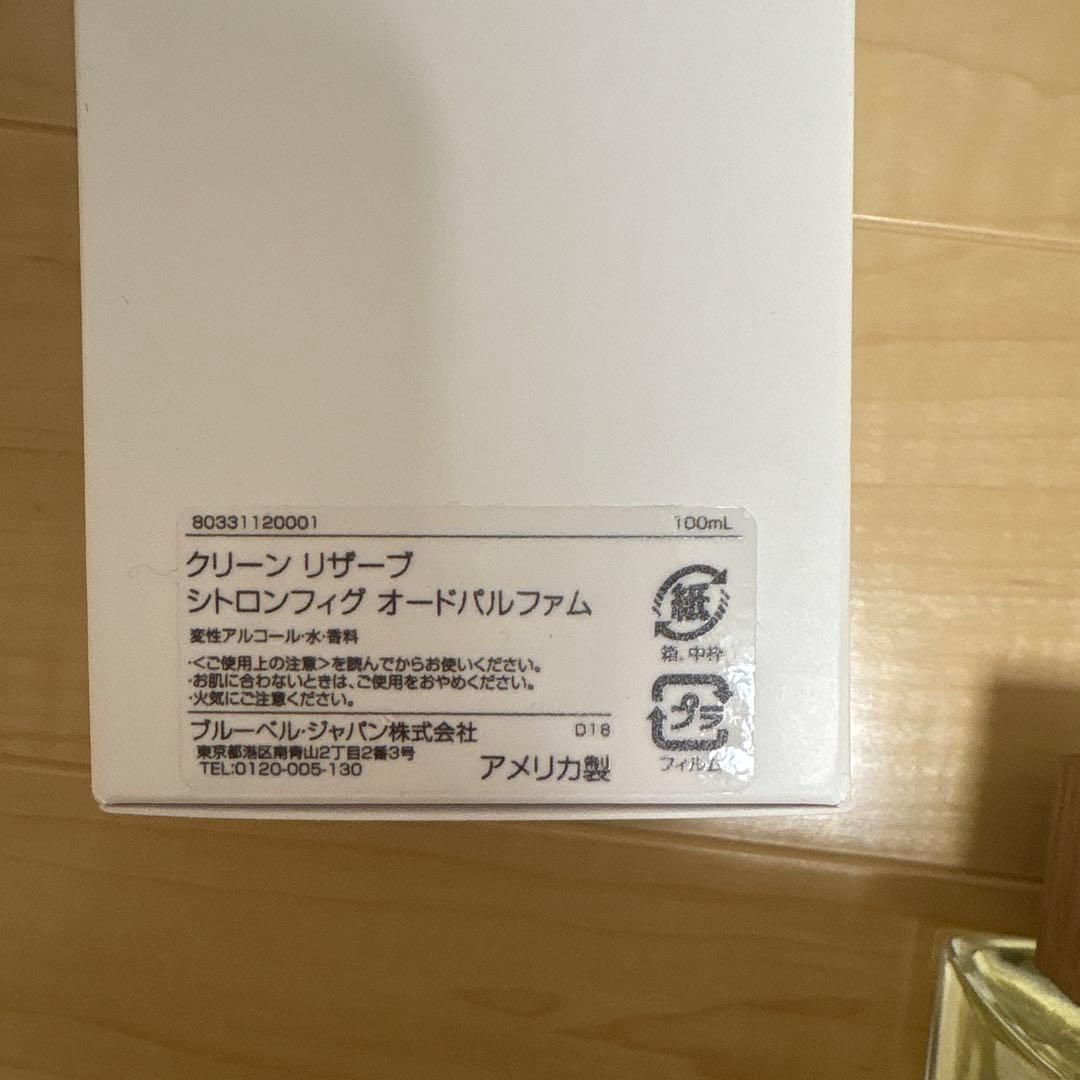 80331120001 100mL
クリーン リザーブ
シトロンフィグ オードパルファム
変性アルコール・水・香料
・<ご使用上の注意>を読んでからお使いください。
・お肌に合わないときは、ご使用をおやめください。
・火気にご注意ください。
ブルーベル・ジャパン株式会社 D18
東京都港区南青山2丁目2番3号
TEL:0120-005-130
アメリカ製
紙
箱、中枠
プラ
フィルム